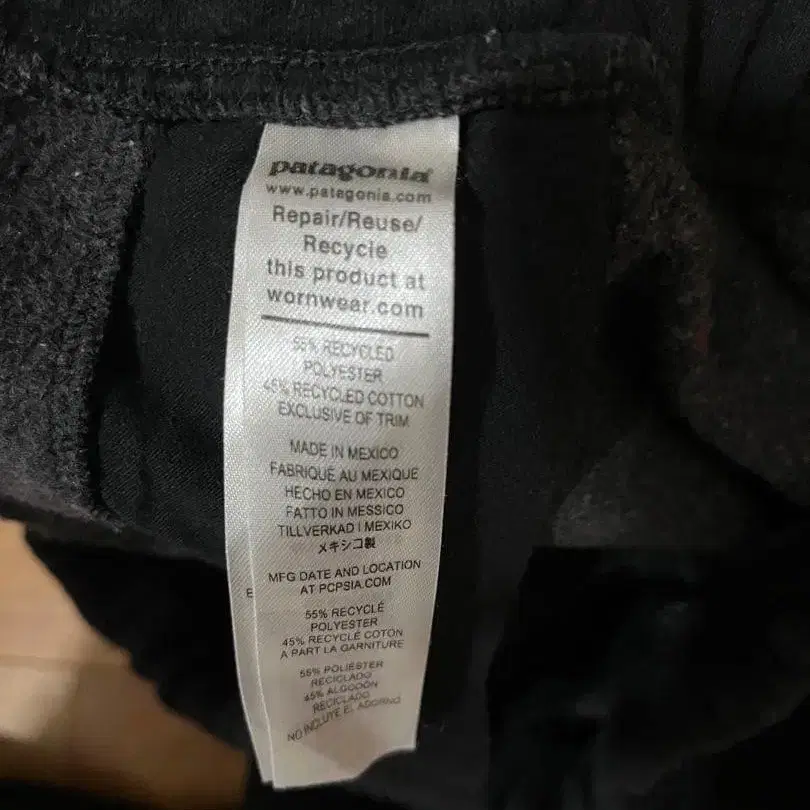 patagonia
www.patagonia.com
Repair/Reuse/
Recycle
this product at
wornwear.com
55% RECYCLED
POLYESTER
45% RECYCLED COTTON
EXCLUSIVE OF TRIM
MADE IN MEXICO
FABRIQUÉ AU MEXIQUE
HECHO EN MEXICO
FATTO IN MESSICO
TILLVERKAD I MEXIKO
メキシコ製
MFG DATE AND LOCATION
AT PCPSIA.COM
E
55% RECYCLÉ
POLYESTER
45% RECYCLÉ COTON
A PART LA GARNITURE
55% POLIÉSTER
RECICLADO
45% ALGODÓN
RECICLADO
NO INCLUYE EL ADORNO